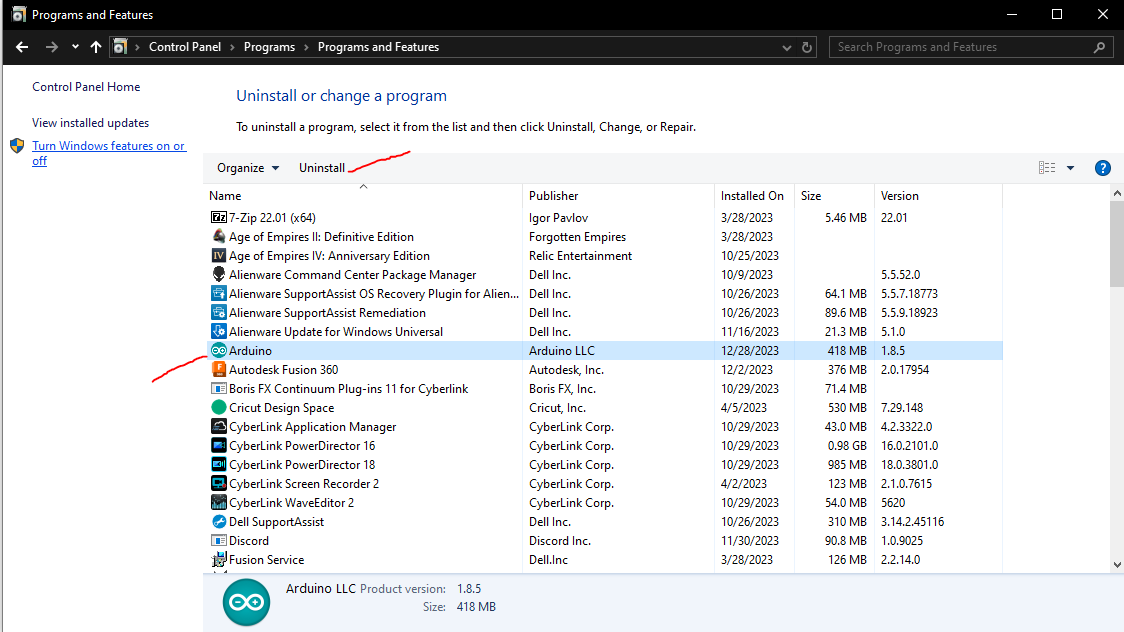 Programs and Features
Control Panel > Programs > Programs and Features
Search Programs and Features
Control Panel Home
View installed updates
Turn Windows features on or
off
Uninstall or change a program
To uninstall a program, select it from the list and then click Uninstall, Change, or Repair.
Organize Uninstall
?
Name Publisher Installed On Size Version
7z 7-Zip 22.01 (x64) Igor Pavlov 3/28/2023 5.46 MB 22.01
Age of Empires II: Definitive Edition Forgotten Empires 3/28/2023
IV Age of Empires IV: Anniversary Edition Relic Entertainment 10/25/2023
Alienware Command Center Package Manager Dell Inc. 10/9/2023 5.5.52.0
Alienware SupportAssist OS Recovery Plugin for Alien... Dell Inc. 10/26/2023 64.1 MB 5.5.7.18773
Alienware SupportAssist Remediation Dell Inc. 10/26/2023 89.6 MB 5.5.9.18923
Alienware Update for Windows Universal Dell Inc. 11/16/2023 21.3 MB 5.1.0
Arduino Arduino LLC 12/28/2023 418 MB 1.8.5
F Autodesk Fusion 360 Autodesk, Inc. 12/2/2023 376 MB 2.0.17954
Boris FX Continuum Plug-ins 11 for Cyberlink Boris FX, Inc. 10/29/2023 71.4 MB
Cricut Design Space Cricut, Inc. 4/5/2023 530 MB 7.29.148
CyberLink Application Manager CyberLink Corp. 10/29/2023 43.0 MB 4.2.3322.0
CyberLink PowerDirector 16 CyberLink Corp. 10/29/2023 0.98 GB 16.0.2101.0
CyberLink PowerDirector 18 CyberLink Corp. 10/29/2023 985 MB 18.0.3801.0
CyberLink Screen Recorder 2 CyberLink Corp. 4/2/2023 123 MB 2.1.0.7615
CyberLink WaveEditor 2 CyberLink Corp. 10/29/2023 54.0 MB 5620
Dell SupportAssist Dell Inc. 10/26/2023 310 MB 3.14.2.45116
Discord Discord Inc. 11/30/2023 90.8 MB 1.0.9025
Fusion Service Dell.Inc 3/28/2023 126 MB 2.2.14.0
Arduino LLC Product version: 1.8.5
Size: 418 MB